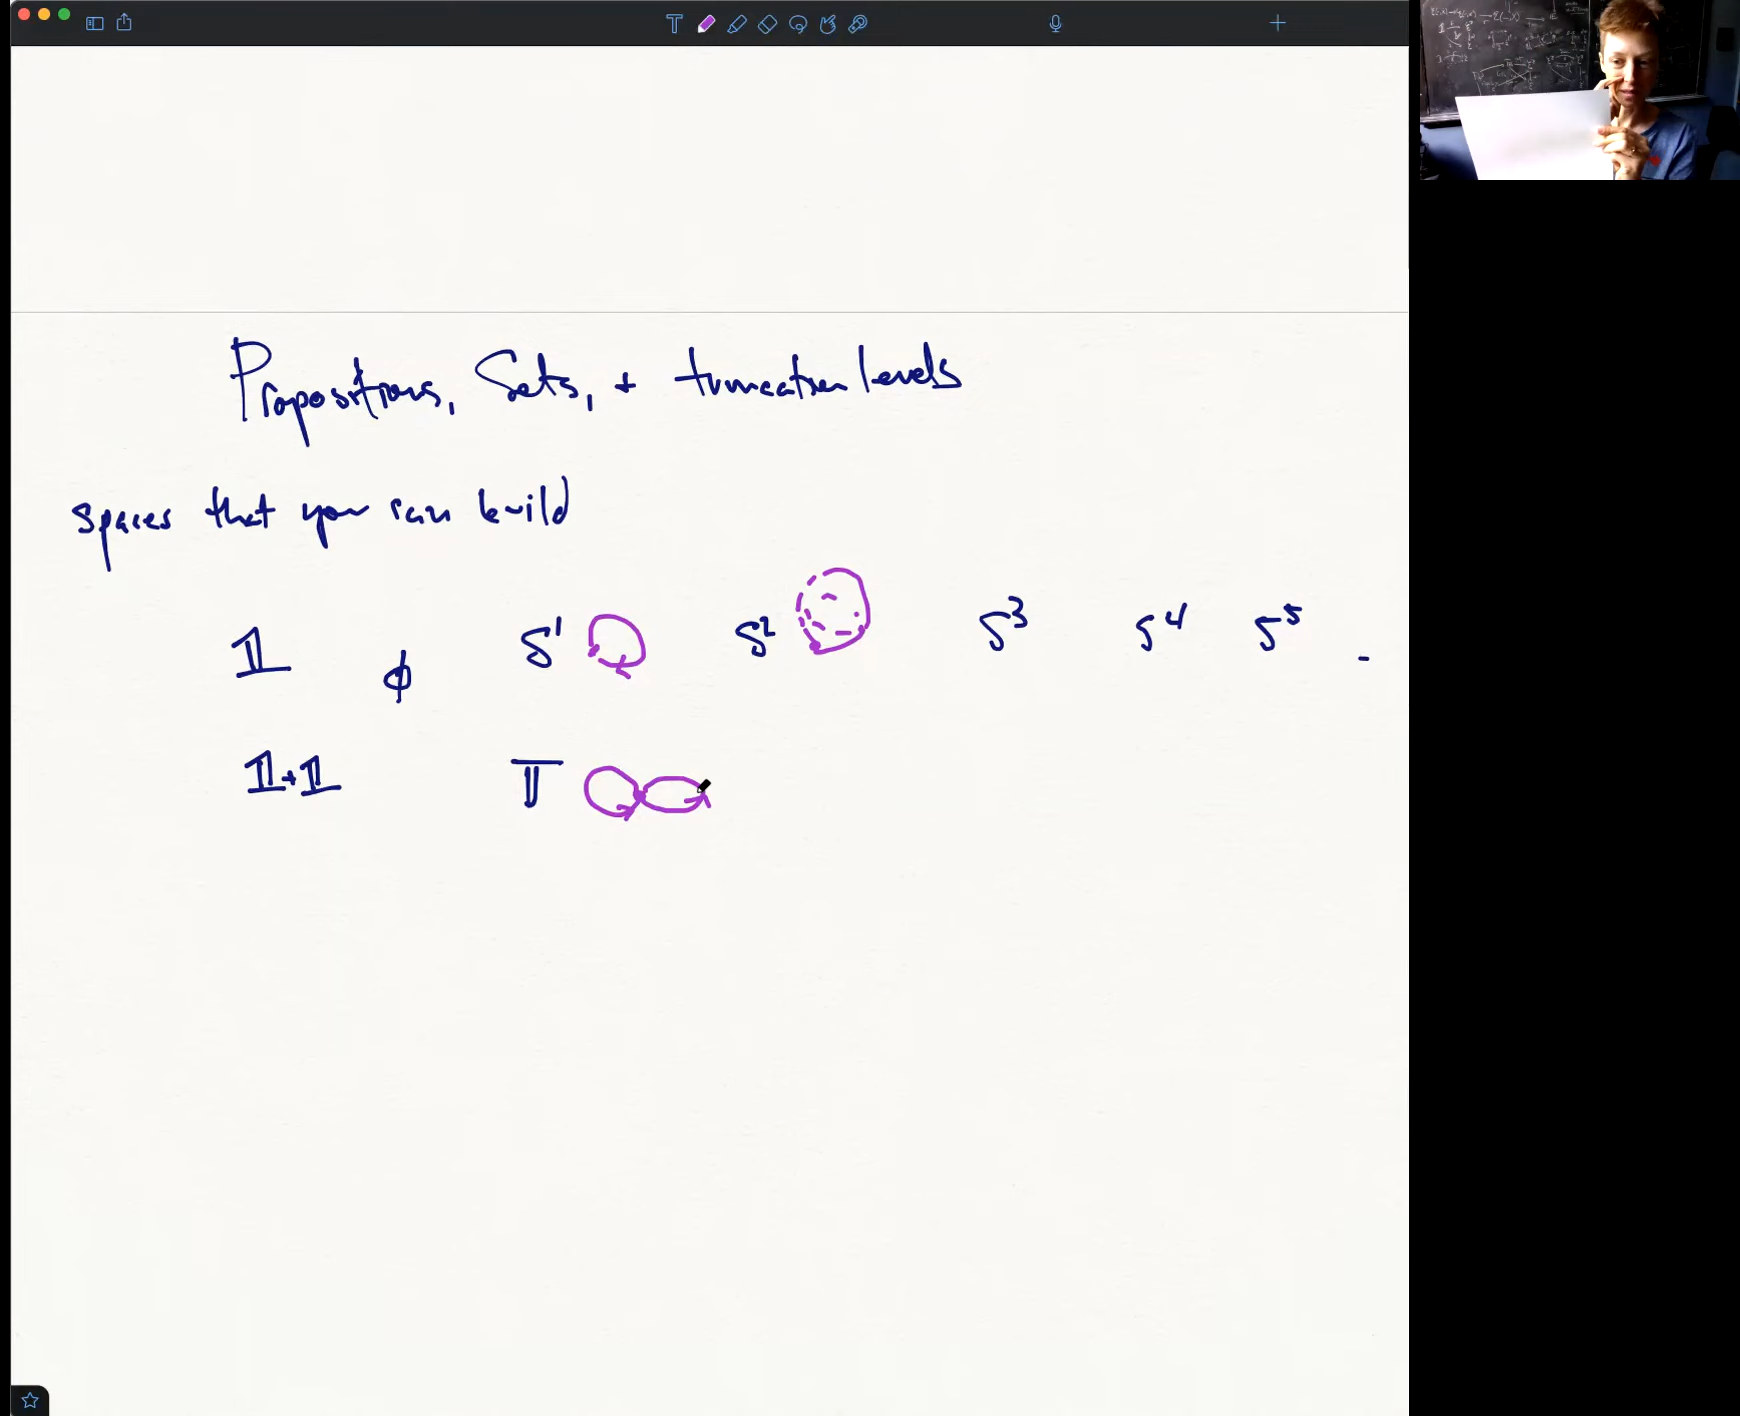 Propositions, Sets, + truncation levels
spaces that you can build
𝟙 ϕ S¹ S² S³ S⁴ S⁵ .
𝟙+𝟙 𝕋